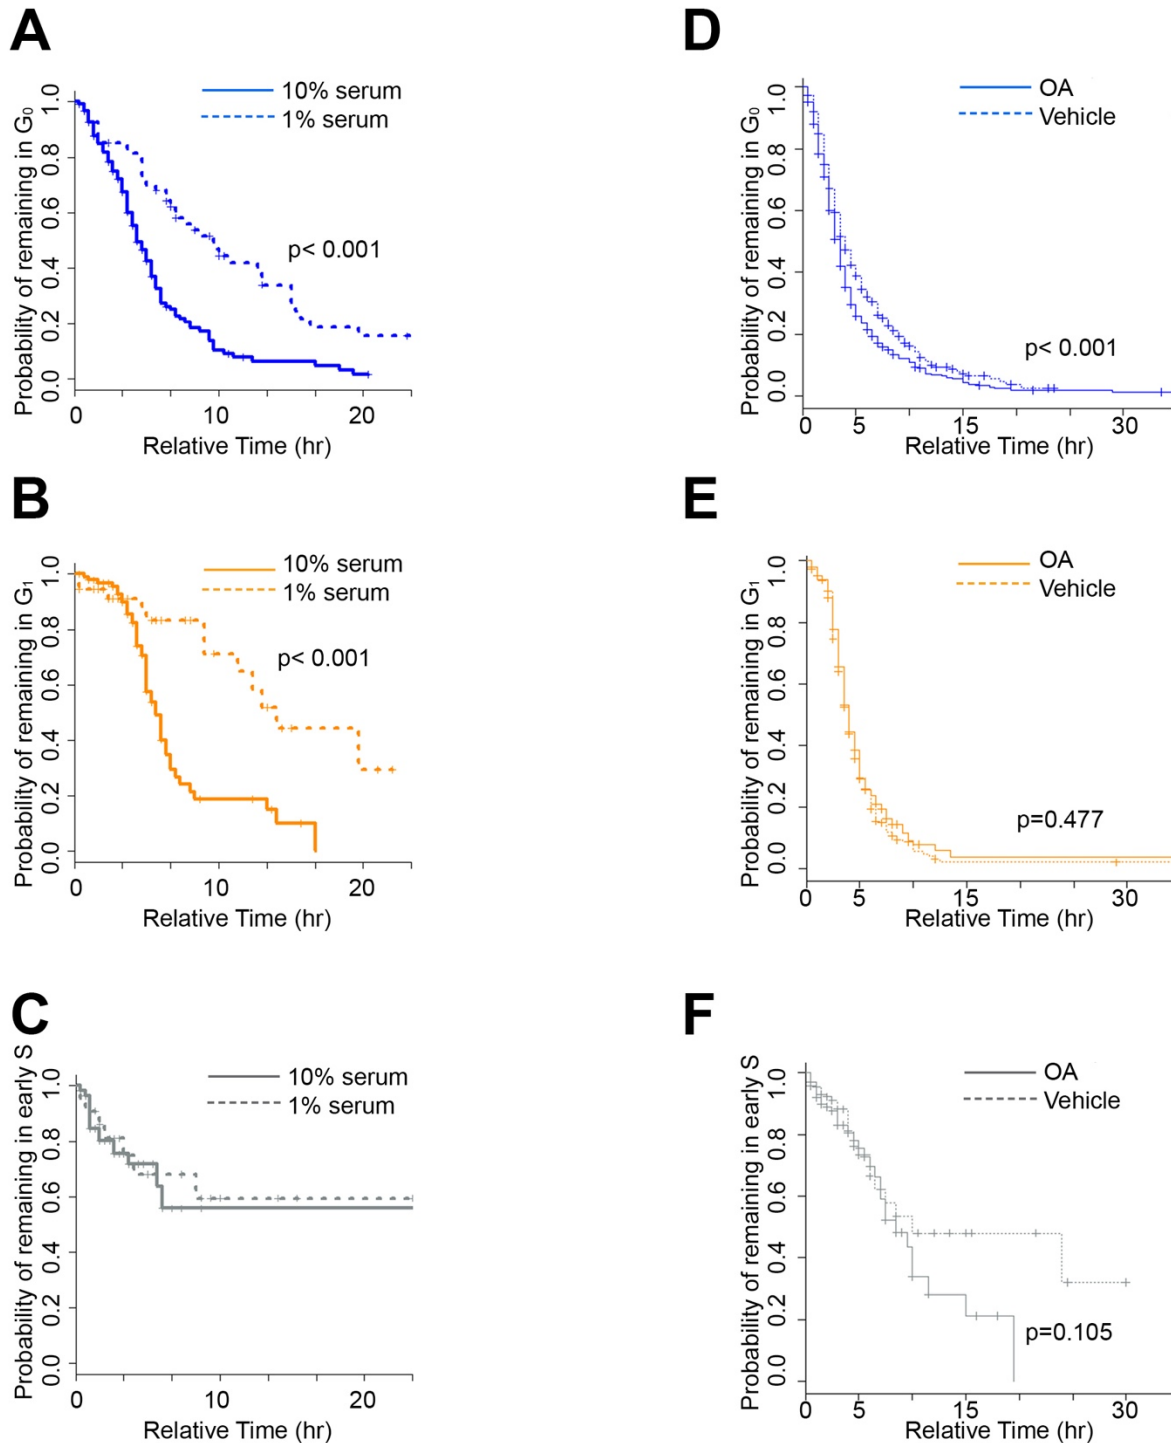 A
10% serum
1% serum
Probability of remaining in G₀
0.0 0.2 0.4 0.6 0.8 1.0
p< 0.001
0 10 20
Relative Time (hr)
D
OA
Vehicle
Probability of remaining in G₀
0.0 0.2 0.4 0.6 0.8 1.0
p< 0.001
0 5 15 30
Relative Time (hr)
B
10% serum
1% serum
Probability of remaining in G₁
0.0 0.2 0.4 0.6 0.8 1.0
p< 0.001
0 10 20
Relative Time (hr)
E
OA
Vehicle
Probability of remaining in G₁
0.0 0.2 0.4 0.6 0.8 1.0
p=0.477
0 5 15 30
Relative Time (hr)
C
10% serum
1% serum
Probability of remaining in early S
0.0 0.2 0.4 0.6 0.8 1.0
0 10 20
Relative Time (hr)
F
OA
Vehicle
Probability of remaining in early S
0.0 0.2 0.4 0.6 0.8 1.0
p=0.105
0 5 15 30
Relative Time (hr)